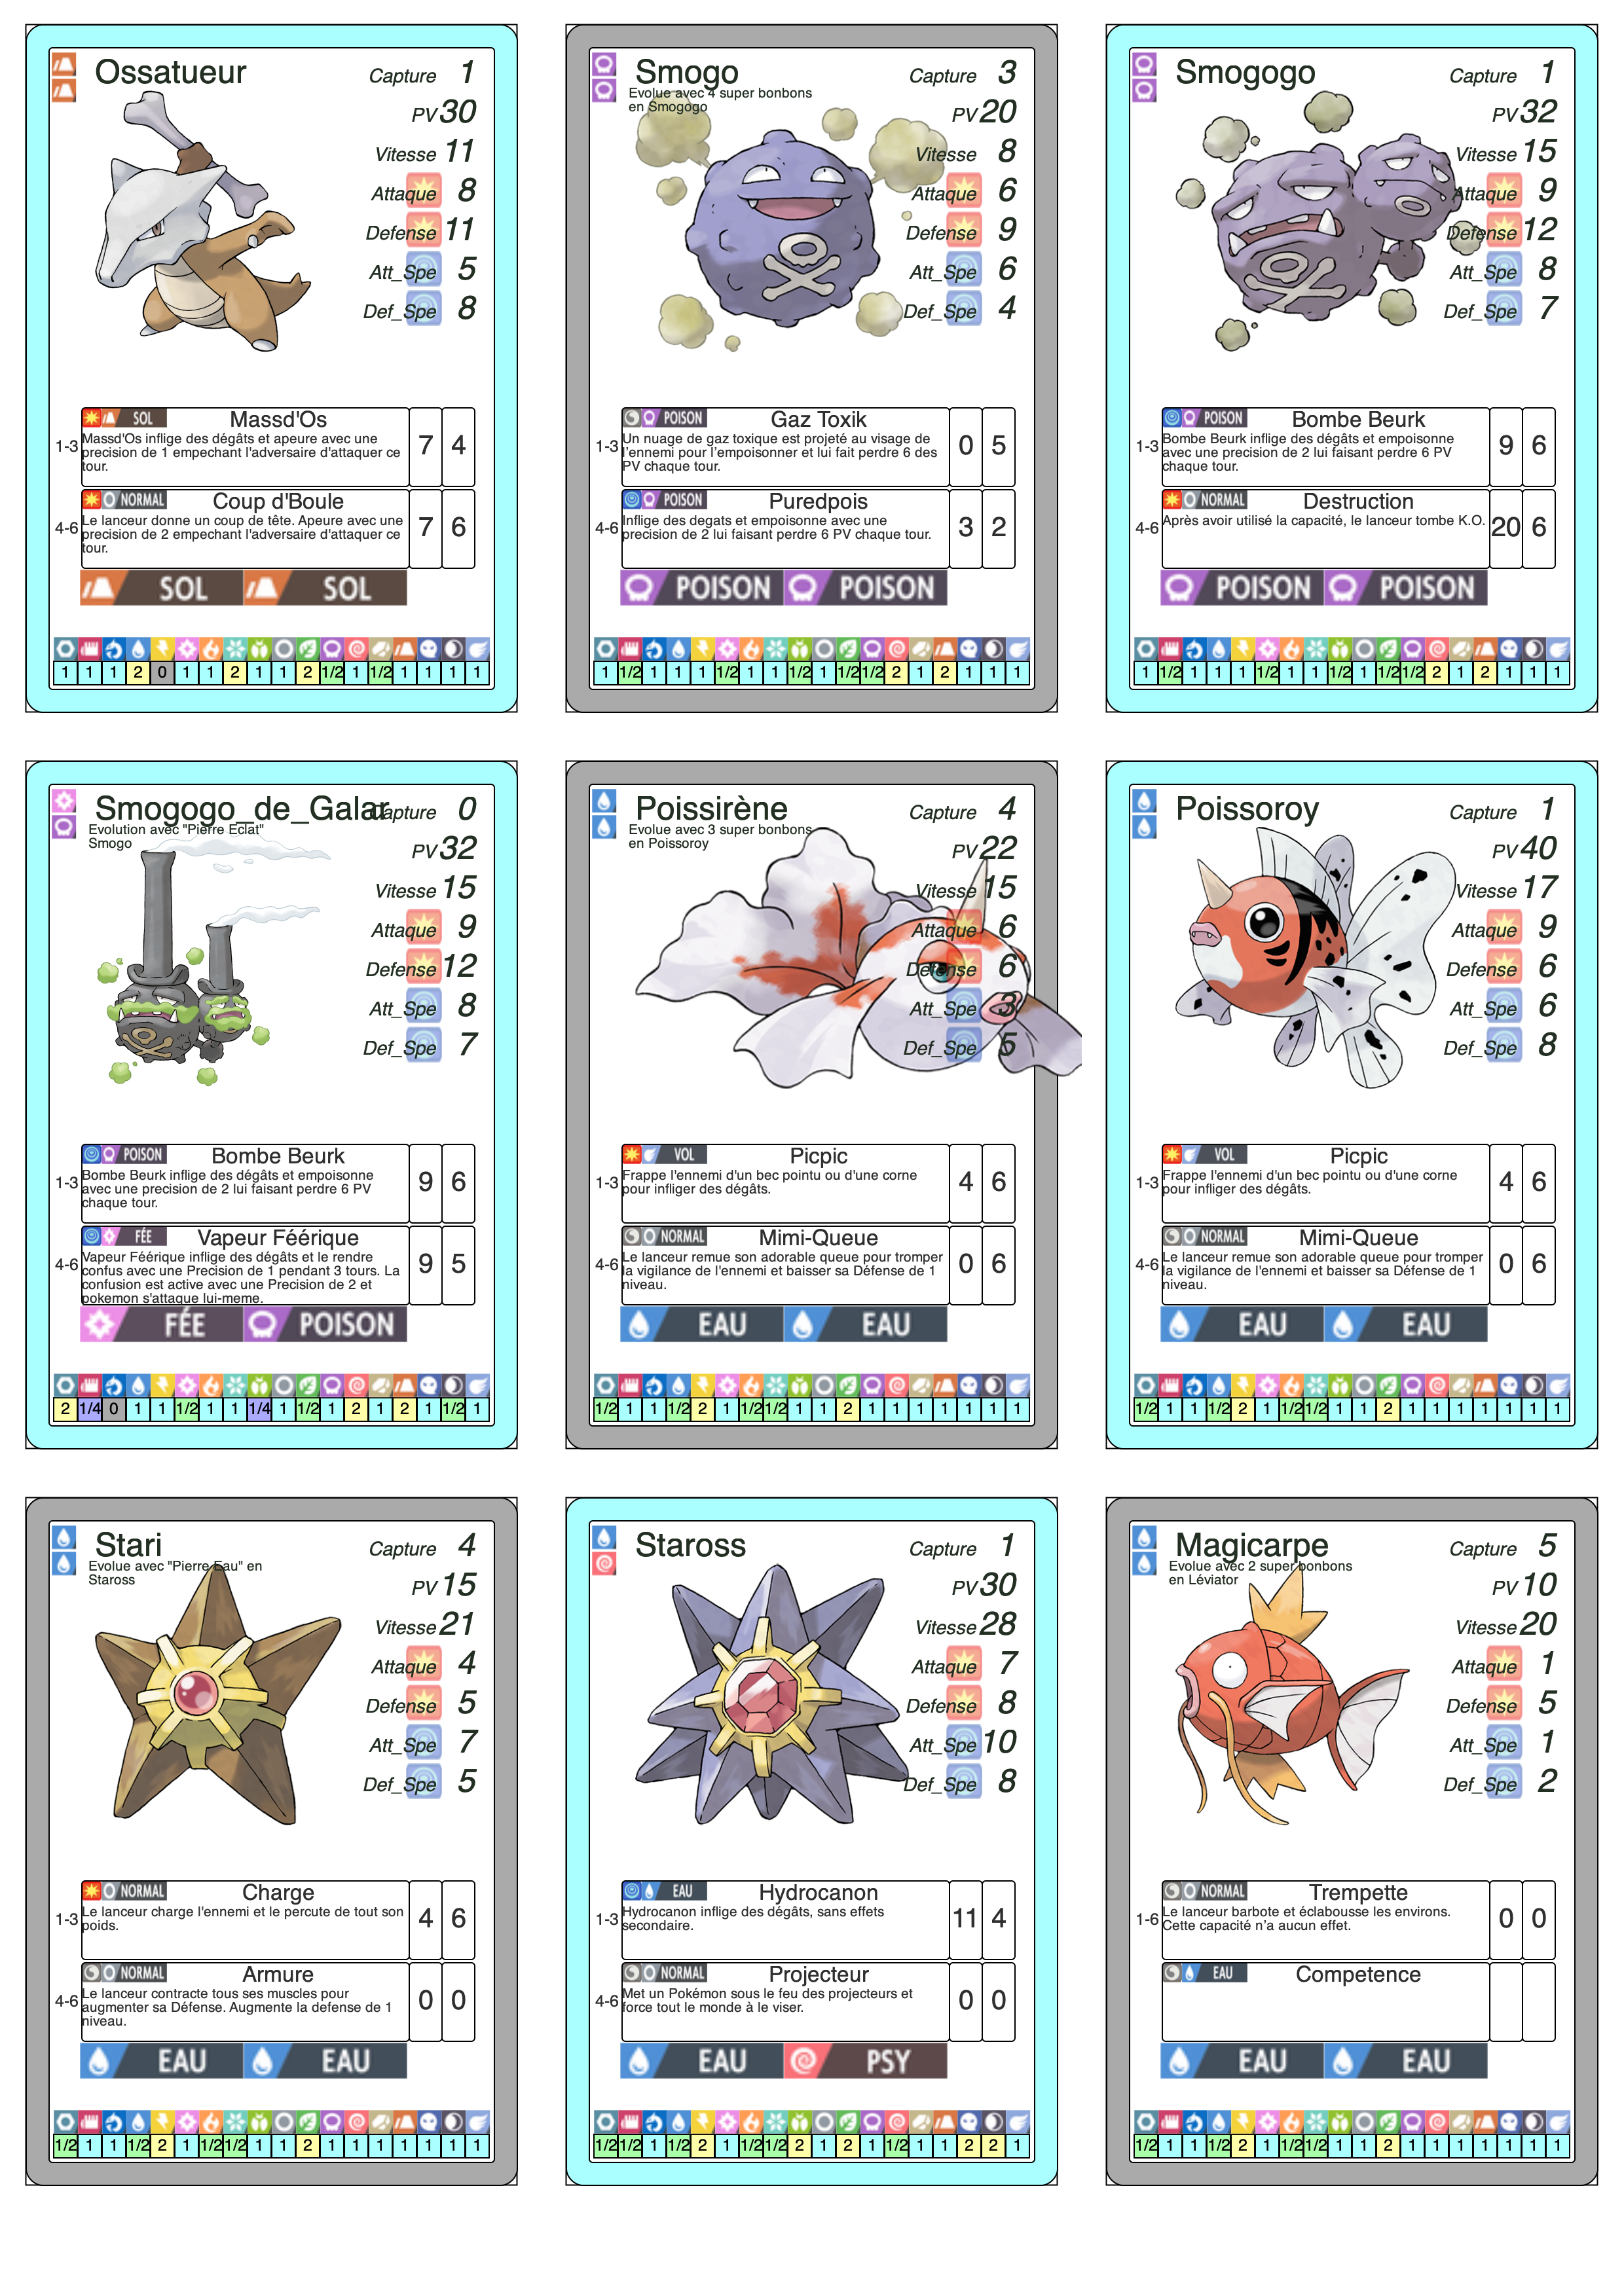 Ossatueur
Capture 1
PV 30
Vitesse 11
Attaque 8
Defense 11
Att_Spe 5
Def_Spe 8
SOL Massd'Os
1-3 Massd'Os inflige des dégâts et apeure avec une
precision de 1 empechant l'adversaire d'attaquer ce
tour.
7 4
NORMAL Coup d'Boule
4-6 Le lanceur donne un coup de tête. Apeure avec une
precision de 2 empechant l'adversaire d'attaquer ce
tour.
7 6
SOL SOL
1 1 1 2 0 1 1 2 1 1 2 1/2 1 1/2 1 1 1 1
Smogo
Evolue avec 4 super bonbons
en Smogogo
Capture 3
PV 20
Vitesse 8
Attaque 6
Defense 9
Att_Spe 6
Def_Spe 4
POISON Gaz Toxik
1-3 Un nuage de gaz toxique est projeté au visage de
l'ennemi pour l'empoisonner et lui fait perdre 6 des
PV chaque tour.
0 5
POISON Puredpois
4-6 Inflige des degats et empoisonne avec une
precision de 2 lui faisant perdre 6 PV chaque tour.
3 2
POISON POISON
1 1/2 1 1 1 1/2 1 1 1/2 1 1/2 1/2 2 1 2 1 1 1
Smogogo
Capture 1
PV 32
Vitesse 15
Attaque 9
Defense 12
Att_Spe 8
Def_Spe 7
POISON Bombe Beurk
1-3 Bombe Beurk inflige des dégâts et empoisonne
avec une precision de 2 lui faisant perdre 6 PV
chaque tour.
9 6
NORMAL Destruction
4-6 Après avoir utilisé la capacité, le lanceur tombe K.O.
20 6
POISON POISON
1 1/2 1 1 1 1/2 1 1 1/2 1 1/2 1/2 2 1 2 1 1 1
Smogogo_de_Galar
Evolution avec "Pierre Eclat"
Smogo
Capture 0
PV 32
Vitesse 15
Attaque 9
Defense 12
Att_Spe 8
Def_Spe 7
POISON Bombe Beurk
1-3 Bombe Beurk inflige des dégâts et empoisonne
avec une precision de 2 lui faisant perdre 6 PV
chaque tour.
9 6
FÉE Vapeur Féérique
4-6 Vapeur Féérique inflige des dégâts et le rendre
confus avec une Precision de 1 pendant 3 tours. La
confusion est active avec une Precision de 2 et
pokemon s'attaque lui-meme.
9 5
FÉE POISON
2 1/4 0 1 1 1/2 1 1 1/4 1 1/2 1 2 1 2 1 1/2 1
Poissirène
Evolue avec 3 super bonbons
en Poissoroy
Capture 4
PV 22
Vitesse 15
Attaque 6
Defense 6
Att_Spe 3
Def_Spe 5
VOL Picpic
1-3 Frappe l'ennemi d'un bec pointu ou d'une corne
pour infliger des dégâts.
4 6
NORMAL Mimi-Queue
4-6 Le lanceur remue son adorable queue pour tromper
la vigilance de l'ennemi et baisser sa Défense de 1
niveau.
0 6
EAU EAU
1/2 1 1 1/2 2 1 1/2 1/2 1 1 2 1 1 1 1 1 1 1
Poissoroy
Capture 1
PV 40
Vitesse 17
Attaque 9
Defense 6
Att_Spe 6
Def_Spe 8
VOL Picpic
1-3 Frappe l'ennemi d'un bec pointu ou d'une corne
pour infliger des dégâts.
4 6
NORMAL Mimi-Queue
4-6 Le lanceur remue son adorable queue pour tromper
la vigilance de l'ennemi et baisser sa Défense de 1
niveau.
0 6
EAU EAU
1/2 1 1 1/2 2 1 1/2 1/2 1 1 2 1 1 1 1 1 1 1
Stari
Evolue avec "Pierre Eau" en
Staross
Capture 4
PV 15
Vitesse 21
Attaque 4
Defense 5
Att_Spe 7
Def_Spe 5
NORMAL Charge
1-3 Le lanceur charge l'ennemi et le percute de tout son
poids.
4 6
NORMAL Armure
4-6 Le lanceur contracte tous ses muscles pour
augmenter sa Défense. Augmente la defense de 1
niveau.
0 0
EAU EAU
1/2 1 1 1/2 2 1 1/2 1/2 1 1 2 1 1 1 1 1 1 1
Staross
Capture 1
PV 30
Vitesse 28
Attaque 7
Defense 8
Att_Spe 10
Def_Spe 8
EAU Hydrocanon
1-3 Hydrocanon inflige des dégâts, sans effets
secondaire.
11 4
NORMAL Projecteur
4-6 Met un Pokémon sous le feu des projecteurs et
force tout le monde à le viser.
0 0
EAU PSY
1/2 1/2 1 1/2 2 1 1/2 1/2 2 1 2 1 1/2 1 1 2 2 1
Magicarpe
Evolue avec 2 super bonbons
en Léviator
Capture 5
PV 10
Vitesse 20
Attaque 1
Defense 5
Att_Spe 1
Def_Spe 2
NORMAL Trempette
1-6 Le lanceur barbote et éclabousse les environs.
Cette capacité n'a aucun effet.
0 0
EAU Competence
EAU EAU
1/2 1 1 1/2 2 1 1/2 1/2 1 1 2 1 1 1 1 1 1 1